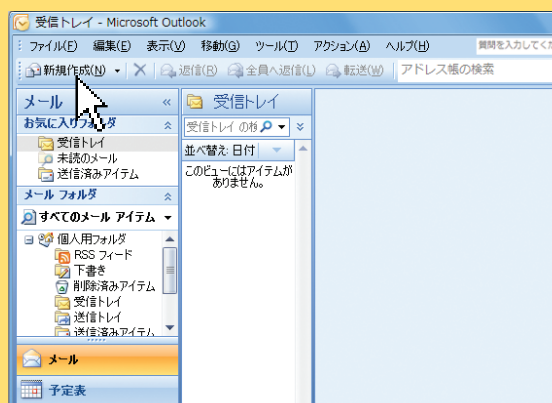 受信トレイ - Microsoft Outlook
ファイル(F) 編集(E) 表示(V) 移動(G) ツール(T) アクション(A) ヘルプ(H) 質問を入力してくだ
新規作成(N) 返信(R) 全員へ返信(L) 転送(W) アドレス帳の検索
メール
お気に入りフォルダ
受信トレイ
未読のメール
送信済みアイテム
メール フォルダ
すべてのメール アイテム
個人用フォルダ
RSS フィード
下書き
削除済みアイテム
受信トレイ
送信トレイ
送信済みアイテム
メール
予定表
受信トレイ
受信トレイ の検
並べ替え: 日付
このビューにはアイテムが
ありません。